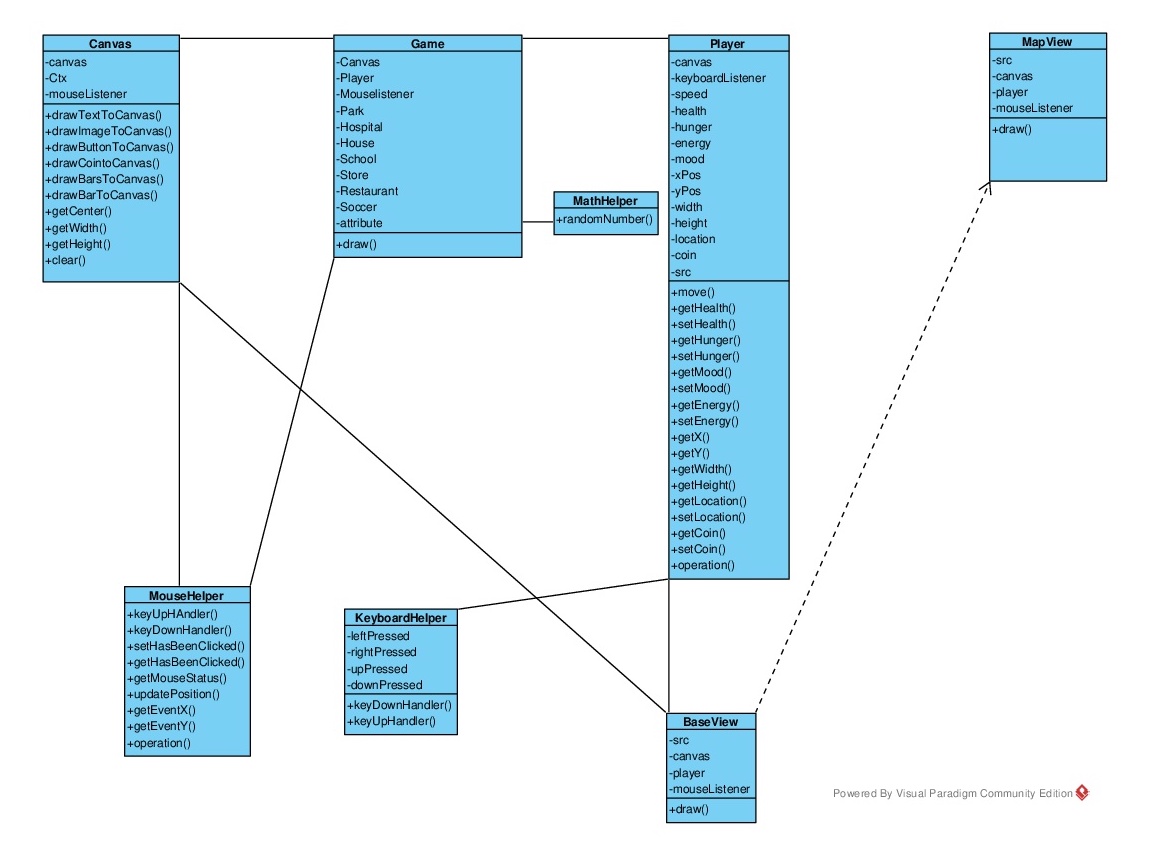 Canvas
-canvas
-Ctx
-mouseListener
+drawTextToCanvas()
+drawImageToCanvas()
+drawButtonToCanvas()
+drawCointoCanvas()
+drawBarsToCanvas()
+drawBarToCanvas()
+getCenter()
+getWidth()
+getHeight()
+clear()
Game
-Canvas
-Player
-Mouselistener
-Park
-Hospital
-House
-School
-Store
-Restaurant
-Soccer
-attribute
+draw()
MathHelper
+randomNumber()
Player
-canvas
-keyboardListener
-speed
-health
-hunger
-energy
-mood
-xPos
-yPos
-width
-height
-location
-coin
-src
+move()
+getHealth()
+setHealth()
+getHunger()
+setHunger()
+getMood()
+setMood()
+getEnergy()
+setEnergy()
+getX()
+getY()
+getWidth()
+getHeight()
+getLocation()
+setLocation()
+getCoin()
+setCoin()
+operation()
MapView
-src
-canvas
-player
-mouseListener
+draw()
MouseHelper
+keyUpHAndler()
+keyDownHandler()
+setHasBeenClicked()
+getHasBeenClicked()
+getMouseStatus()
+updatePosition()
+getEventX()
+getEventY()
+operation()
KeyboardHelper
-leftPressed
-rightPressed
-upPressed
-downPressed
+keyDownHandler()
+keyUpHandler()
BaseView
-src
-canvas
-player
-mouseListener
+draw()
Powered By Visual Paradigm Community Edition